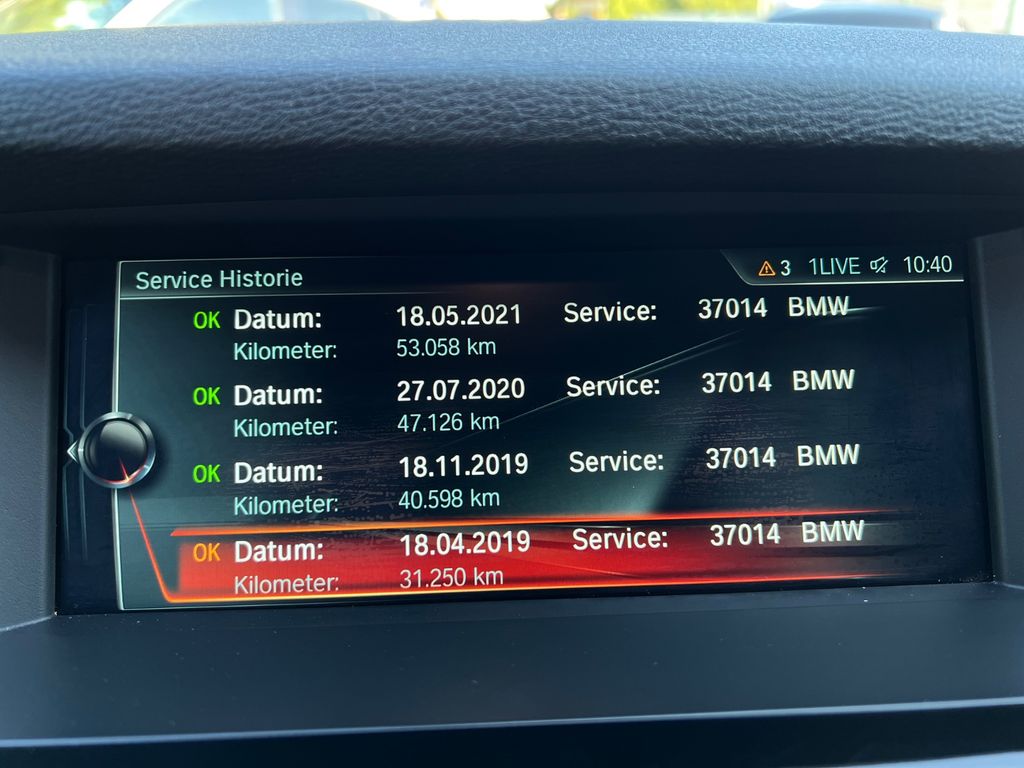 Service Historie
3 1LIVE 10:40
OK Datum: 18.05.2021 Service: 37014 BMW
Kilometer: 53.058 km
OK Datum: 27.07.2020 Service: 37014 BMW
Kilometer: 47.126 km
OK Datum: 18.11.2019 Service: 37014 BMW
Kilometer: 40.598 km
OK Datum: 18.04.2019 Service: 37014 BMW
Kilometer: 31.250 km